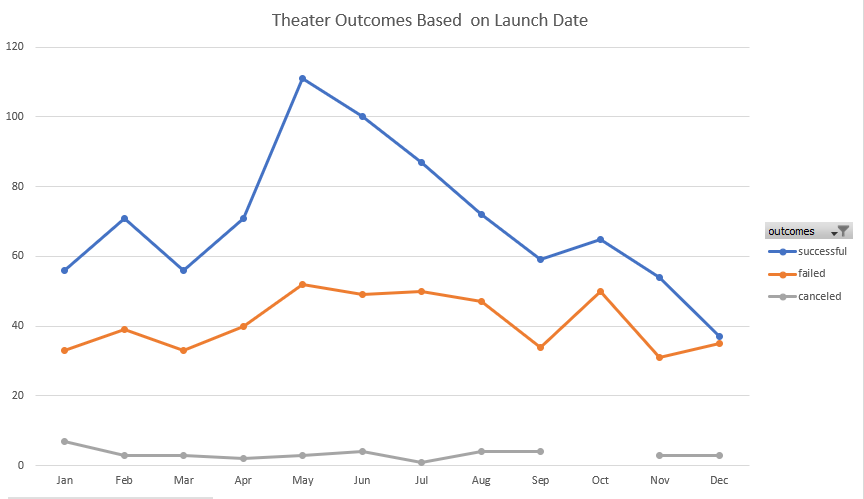 Theater Outcomes Based  on Launch Date
120
100
80
60
40
20
0
Jan Feb Mar Apr May Jun Jul Aug Sep Oct Nov Dec
outcomes
successful
failed
canceled